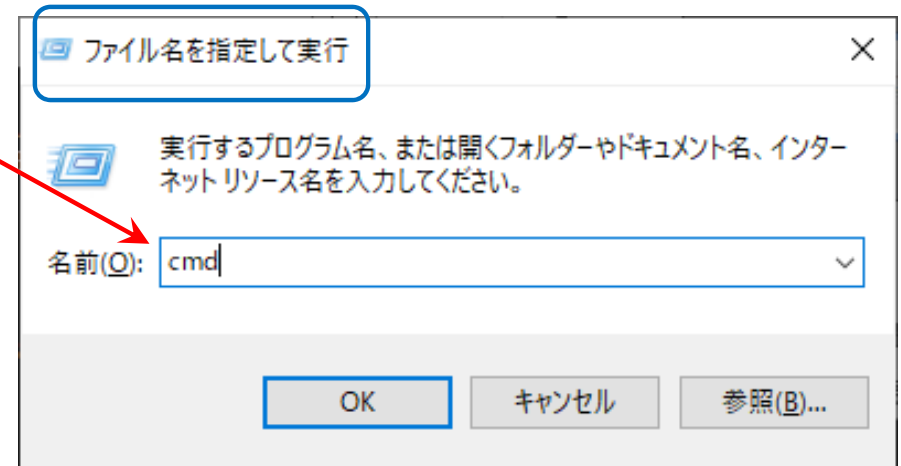 ファイル名を指定して実行
実行するプログラム名、または開くフォルダーやドキュメント名、インター
ネット リソース名を入力してください。
名前(O): cmd
OK キャンセル 参照(B)...